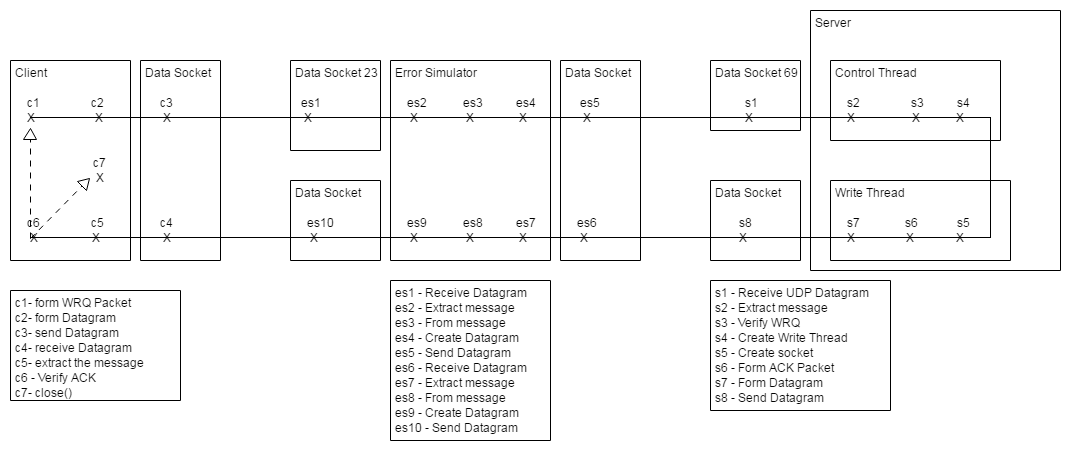 Server
Client
Data Socket
Data Socket 23
Error Simulator
Data Socket
Data Socket 69
Control Thread
c1
c2
c3
es1
es2
es3
es4
es5
s1
s2
s3
s4
X
X
X
X
X
X
X
X
X
X
X
X
c7
X
Data Socket
Data Socket
Write Thread
c6
c5
c4
es10
es9
es8
es7
es6
s8
s7
s6
s5
X
X
X
X
X
X
X
X
X
X
X
X
c1- form WRQ Packet
c2- form Datagram
c3- send Datagram
c4- receive Datagram
c5- extract the message
c6 - Verify ACK
c7- close()
es1 - Receive Datagram
es2 - Extract message
es3 - From message
es4 - Create Datagram
es5 - Send Datagram
es6 - Receive Datagram
es7 - Extract message
es8 - From message
es9 - Create Datagram
es10 - Send Datagram
s1 - Receive UDP Datagram
s2 - Extract message
s3 - Verify WRQ
s4 - Create Write Thread
s5 - Create socket
s6 - Form ACK Packet
s7 - Form Datagram
s8 - Send Datagram